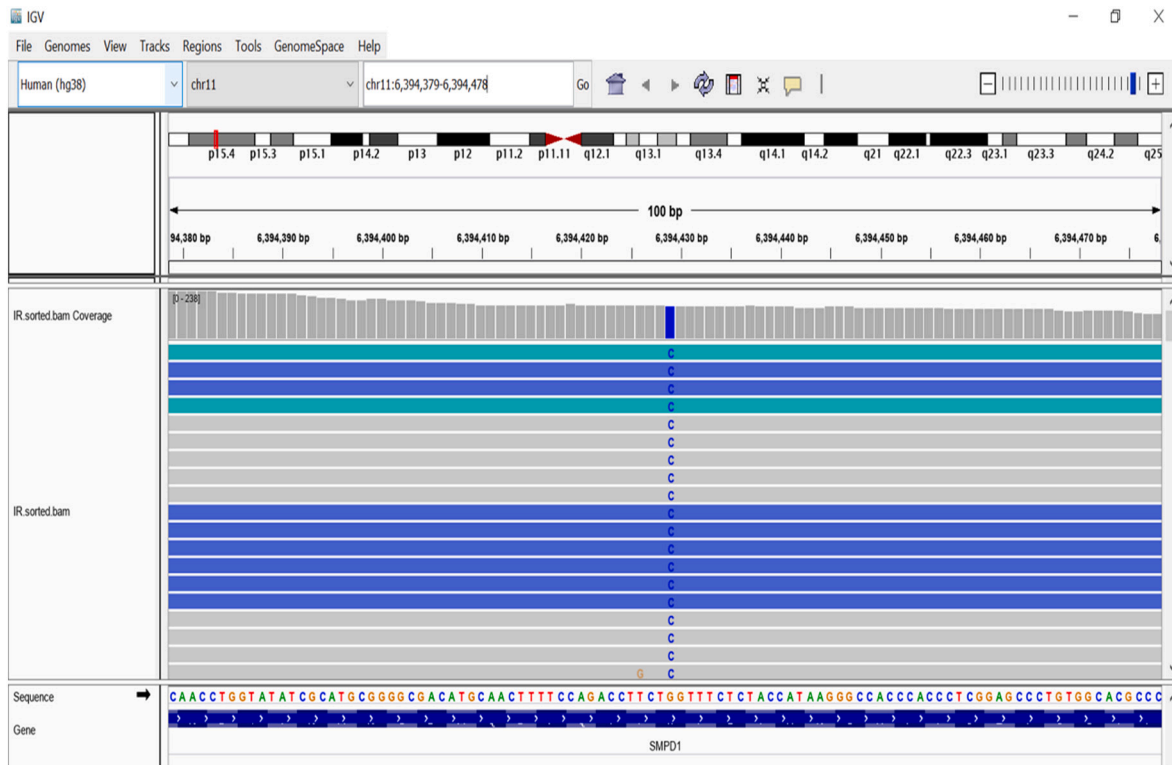 IGV
File Genomes View Tracks Regions Tools GenomeSpace Help
Human (hg38) chr11 chr11:6,394,379-6,394,478 Go
p15.4 p15.3 p15.1 p14.2 p13 p12 p11.2 p11.11 q12.1 q13.1 q13.4 q14.1 q14.2 q21 q22.1 q22.3 q23.1 q23.3 q24.2 q25
100 bp
94,380 bp 6,394,390 bp 6,394,400 bp 6,394,410 bp 6,394,420 bp 6,394,430 bp 6,394,440 bp 6,394,450 bp 6,394,460 bp 6,394,470 bp 6,
[0 - 238]
IR.sorted.bam Coverage
C
C
C
C
C
C
C
C
C
C
IR.sorted.bam
C
C
C
C
C
C
C
G C
Sequence CAACCTGGTATATCGCATGCGGGGCGACATGCAACTTTTCCAGACCTTCTGGTTTCTCTACCATAAGGGCCACCCACCCTCGGAGCCCTGTGGCACGCCC
Gene
SMPD1